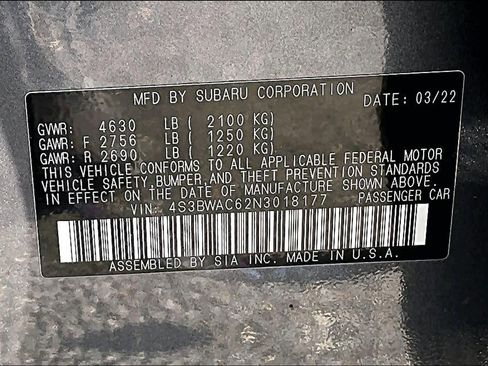 MFD BY SUBARU CORPORATION
DATE: 03/22
GVWR: 4630 LB ( 2100 KG)
GAWR: F 2756 LB ( 1250 KG)
GAWR: R 2690 LB ( 1220 KG)
THIS VEHICLE CONFORMS TO ALL APPLICABLE FEDERAL MOTOR
VEHICLE SAFETY, BUMPER, AND THEFT PREVENTION STANDARDS
IN EFFECT ON THE DATE OF MANUFACTURE SHOWN ABOVE.
VIN: 4S3BWAC62N3018177 PASSENGER CAR
ASSEMBLED BY SIA INC. MADE IN U.S.A.